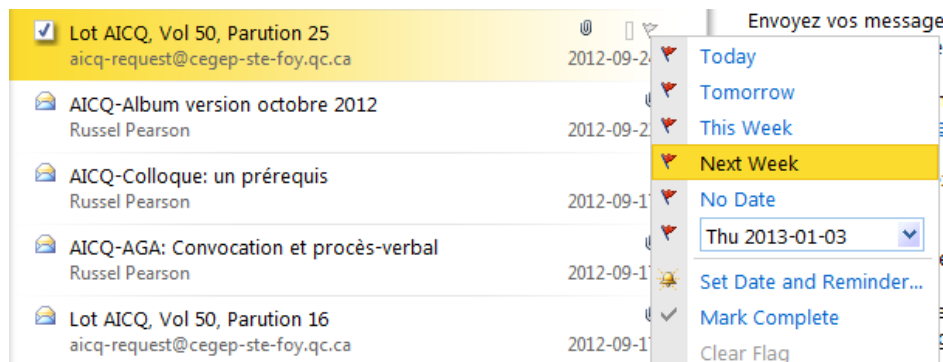 Lot AICQ, Vol 50, Parution 25
aicq-request@cegep-ste-foy.qc.ca
2012-09-2
AICQ-Album version octobre 2012
Russel Pearson
2012-09-2
AICQ-Colloque: un prérequis
Russel Pearson
2012-09-1
AICQ-AGA: Convocation et procès-verbal
Russel Pearson
2012-09-1
Lot AICQ, Vol 50, Parution 16
aicq-request@cegep-ste-foy.qc.ca
2012-09-1
Envoyez vos message
Today
Tomorrow
This Week
Next Week
No Date
Thu 2013-01-03
Set Date and Reminder...
Mark Complete
Clear Flag